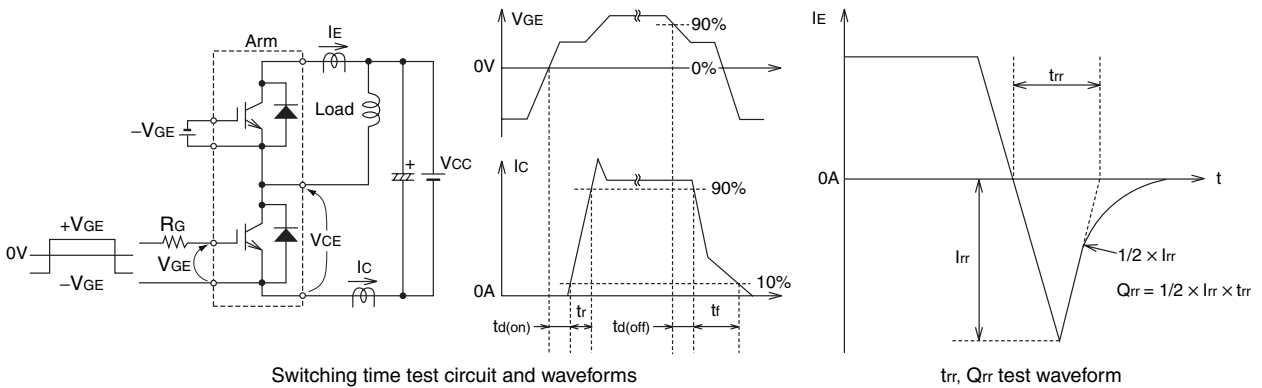 Arm
IE
Load
−VGE
+
VCC
+VGE
RG
0V
VGE
−VGE
VCE
IC
VGE
90%
0V
0%
IC
90%
0A
10%
td(on)
tr
td(off)
tf
Switching time test circuit and waveforms
IE
trr
0A
t
Irr
1/2 × Irr
Qrr = 1/2 × Irr × trr
trr, Qrr test waveform